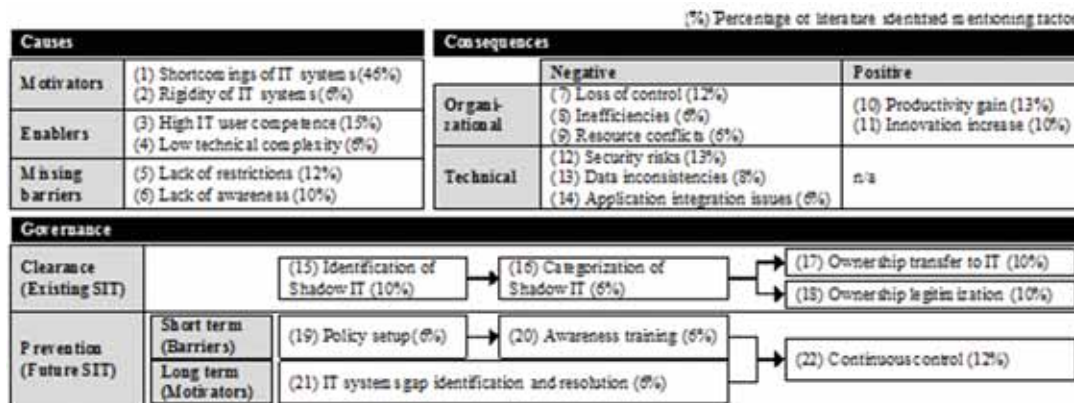 (%) Percentage of literature identified mentioning factor
Causes
Motivators
(1) Shortcomings of IT systems (46%)
(2) Rigidity of IT systems (6%)
Enablers
(3) High IT user competence (15%)
(4) Low technical complexity (6%)
Missing
barriers
(5) Lack of restrictions (12%)
(6) Lack of awareness (10%)
Consequences
Negative
Positive
Organi-
zational
(7) Loss of control (12%)
(8) Inefficiencies (6%)
(9) Resource conflicts (6%)
(10) Productivity gain (13%)
(11) Innovation increase (10%)
Technical
(12) Security risks (13%)
(13) Data inconsistencies (8%)
(14) Application integration issues (6%)
n/a
Governance
Clearance
(Existing SIT)
(15) Identification of
Shadow IT (10%)
(16) Categorization of
Shadow IT (6%)
(17) Ownership transfer to IT (10%)
(18) Ownership legitimization (10%)
Prevention
(Future SIT)
Short term
(Barriers)
(19) Policy setup (6%)
(20) Awareness training (6%)
Long term
(Motivators)
(21) IT systems gap identification and resolution (6%)
(22) Continuous control (12%)